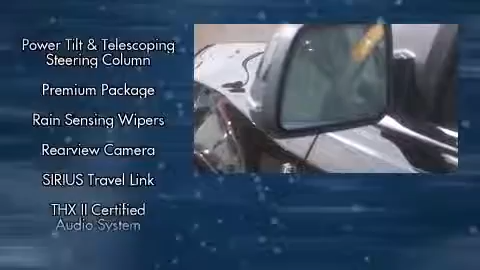 Power Tilt & Telescoping
Steering Column
Premium Package
Rain Sensing Wipers
Rearview Camera
SIRIUS Travel Link
THX II Certified
Audio System